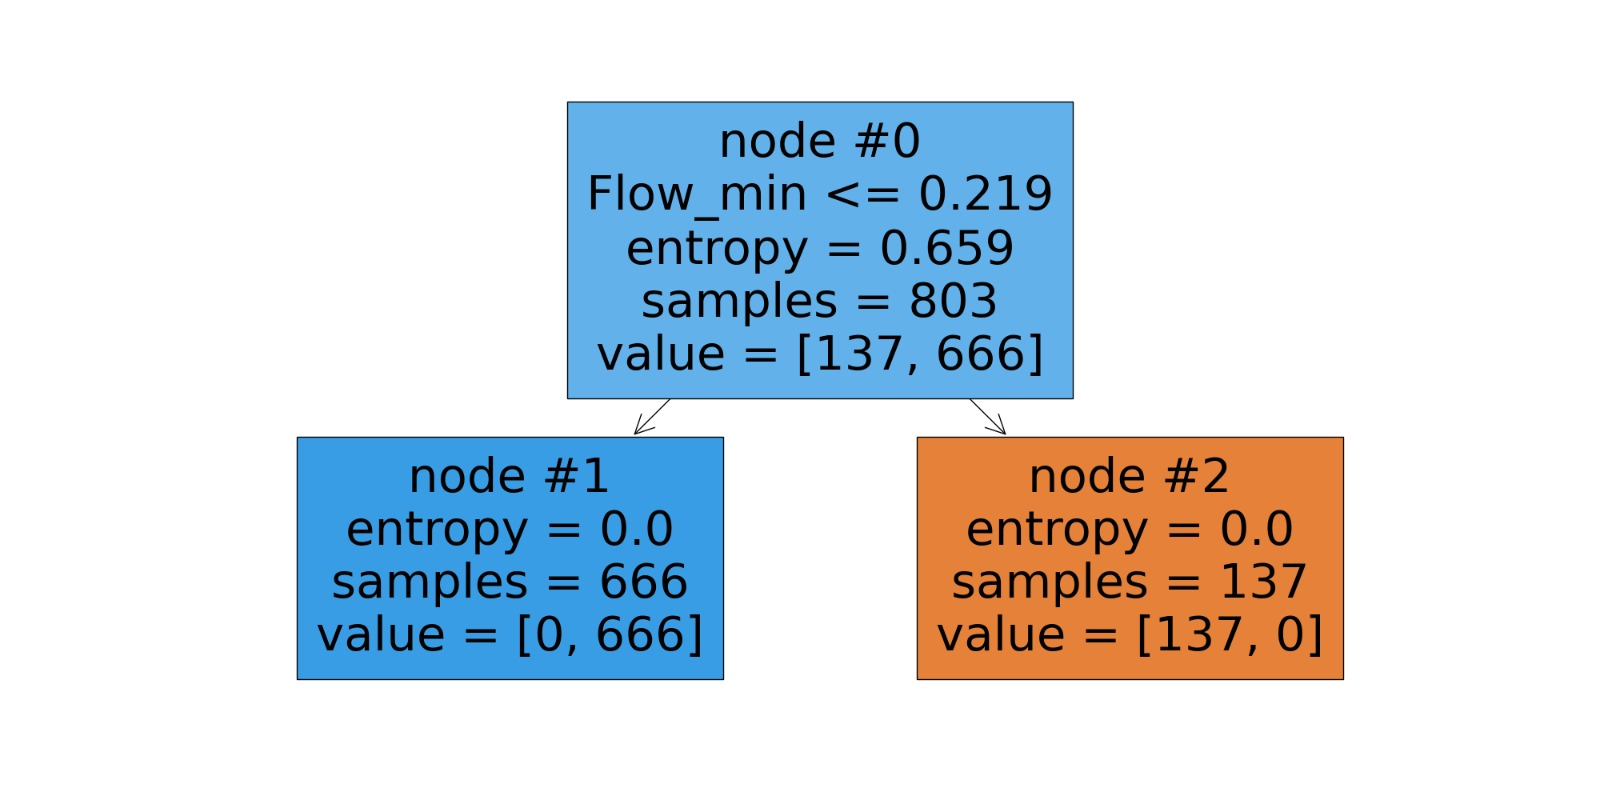 node #0
Flow_min <= 0.219
entropy = 0.659
samples = 803
value = [137, 666]
node #1
entropy = 0.0
samples = 666
value = [0, 666]
node #2
entropy = 0.0
samples = 137
value = [137, 0]